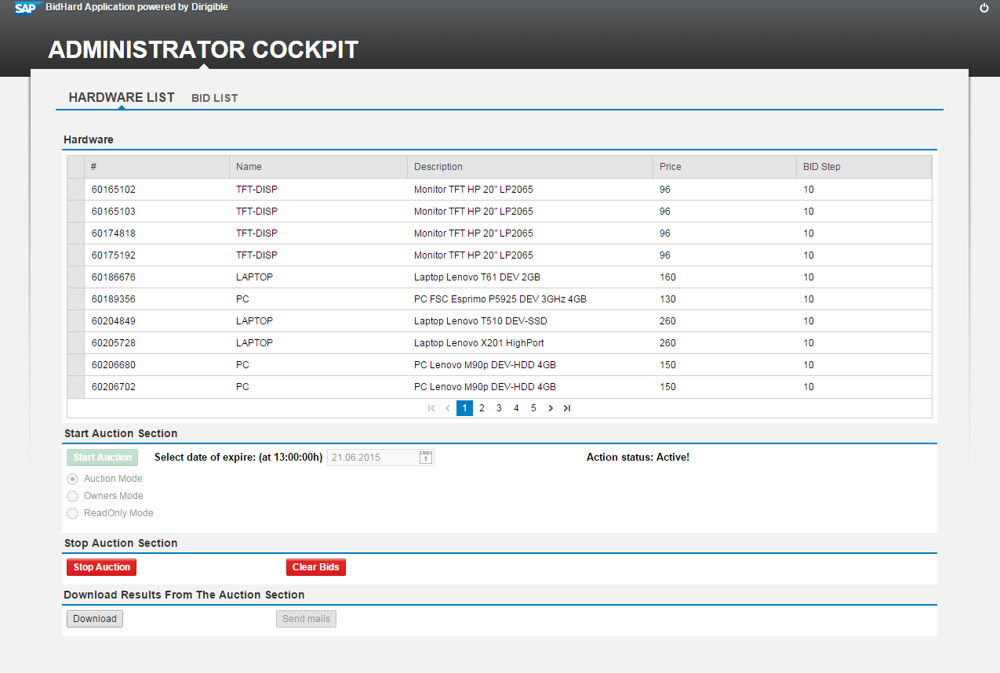 SAP BidHard Application powered by Dirigible
ADMINISTRATOR COCKPIT
HARDWARE LIST BID LIST
Hardware
# Name Description Price BID Step
60165102 TFT-DISP Monitor TFT HP 20" LP2065 96 10
60165103 TFT-DISP Monitor TFT HP 20" LP2065 96 10
60174818 TFT-DISP Monitor TFT HP 20" LP2065 96 10
60175192 TFT-DISP Monitor TFT HP 20" LP2065 96 10
60186676 LAPTOP Laptop Lenovo T61 DEV 2GB 160 10
60189356 PC PC FSC Esprimo P5925 DEV 3GHz 4GB 130 10
60204849 LAPTOP Laptop Lenovo T510 DEV-SSD 260 10
60205728 LAPTOP Laptop Lenovo X201 HighPort 260 10
60206680 PC PC Lenovo M90p DEV-HDD 4GB 150 10
60206702 PC PC Lenovo M90p DEV-HDD 4GB 150 10
1 2 3 4 5
Start Auction Section
Start Auction Select date of expire: (at 13:00:00h) 21.06.2015 1 Action status: Active!
Auction Mode
Owners Mode
ReadOnly Mode
Stop Auction Section
Stop Auction Clear Bids
Download Results From The Auction Section
Download Send mails